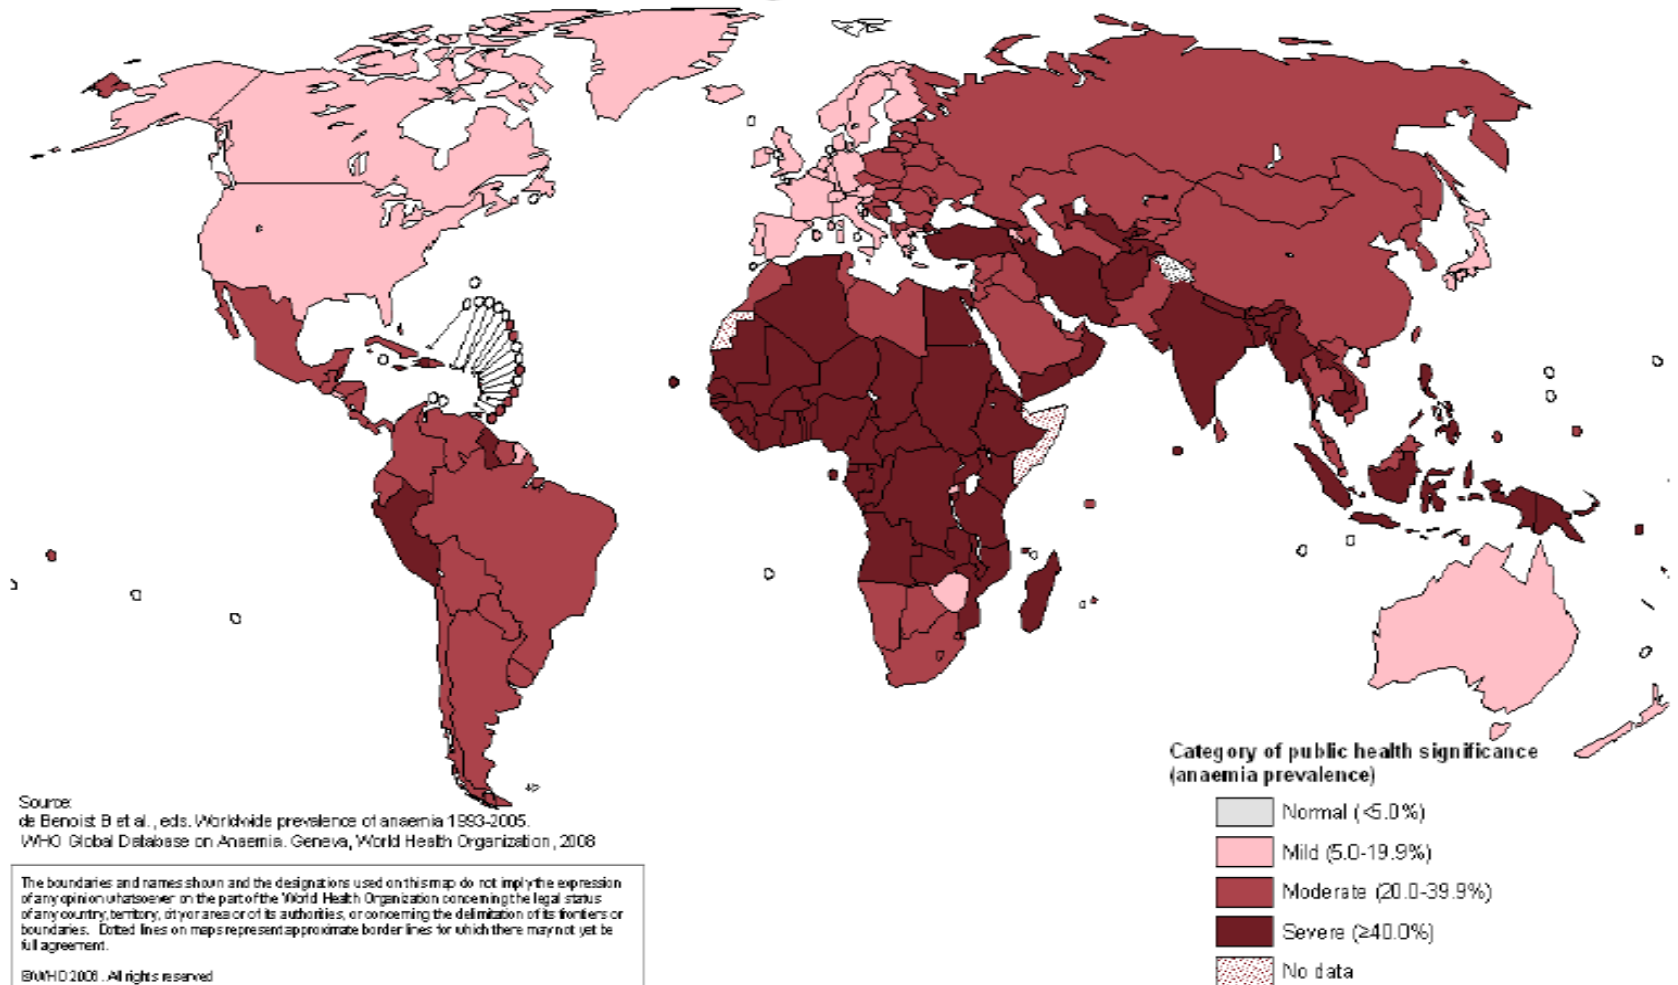 Category of public health significance
(anaemia prevalence)
Normal (<5.0%)
Mild (5.0-19.9%)
Moderate (20.0-39.9%)
Severe (≥40.0%)
No data
Source:
de Benoist B et al., eds. Worldwide prevalence of anaemia 1993-2005.
WHO Global Database on Anaemia. Geneva, World Health Organization, 2008
The boundaries and names shown and the designations used on this map do not imply the expression
of any opinion whatsoever on the part of the World Health Organization concerning the legal status
of any country, territory, city or area or of its authorities, or concerning the delimitation of its frontiers or
boundaries. Dotted lines on maps represent approximate border lines for which there may not yet be
full agreement.
©WHO 2008. All rights reserved